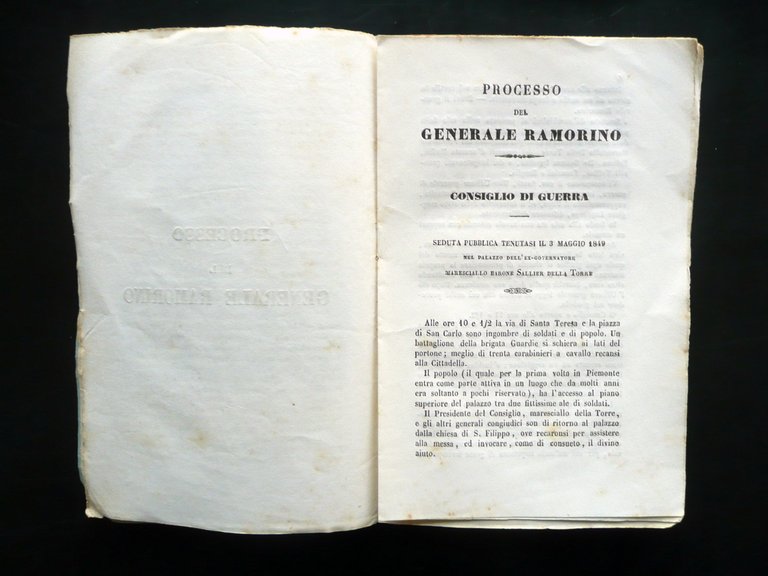 PROCESSO
DEL
GENERALE RAMORINO
CONSIGLIO DI GUERRA
SEDUTA PUBBLICA TENUTASI IL 3 MAGGIO 1849
NEL PALAZZO DELL'EX-GOVERNATORE
MARESCIALLO BARONE SALLIER DELLA TORRE
Alle ore 10 e 1/2 la via di Santa Teresa e la piazza
di San Carlo sono ingombre di soldati e di popolo. Un
battaglione della brigata Guardie si schiera ai lati del
portone; meglio di trenta carabinieri a cavallo recansi
alla Cittadella.
Il popolo (il quale per la prima volta in Piemonte
entra come parte attiva in un luogo che da molti anni
era soltanto a pochi riservato), ha l'accesso al piano
superiore del palazzo tra due fittissime ale di soldati.
Il Presidente del Consiglio, maresciallo della Torre,
e gli altri generali congiudici son di ritorno al palazzo
dalla chiesa di S. Filippo, ove recaronsi per assistere
alla messa, ed invocare, come di consueto, il divino
aiuto.
PROCESSO
DEL
GENERALE RAMORINO